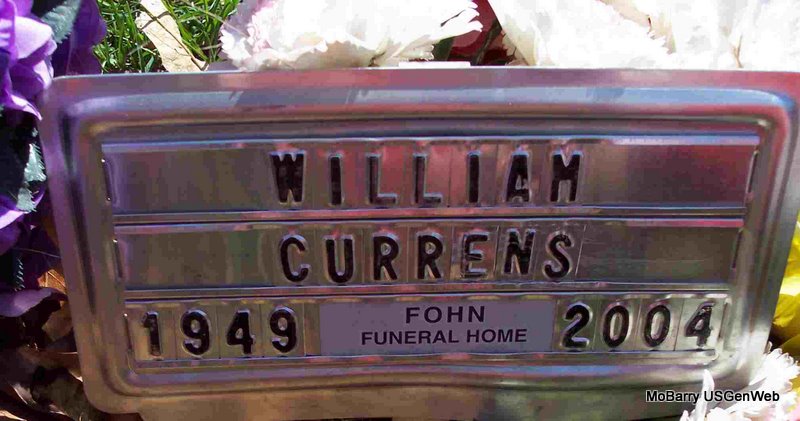 WILLIAM
CURRENS
1949 FOHN FUNERAL HOME 2004
MoBarry USGenWeb